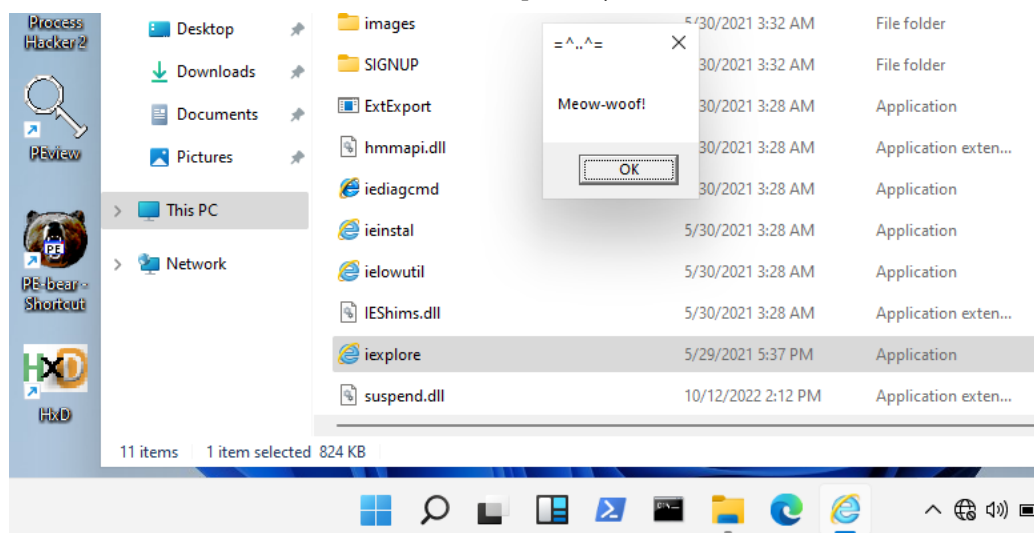 Process
Hacker 2
PEview
PE
PE-bear -
Shortcut
HxD
HxD
Desktop
Downloads
Documents
Pictures
This PC
Network
images 5/30/2021 3:32 AM File folder
SIGNUP 30/2021 3:32 AM File folder
ExtExport 30/2021 3:28 AM Application
hmmapi.dll 30/2021 3:28 AM Application exten...
iediagcmd 30/2021 3:28 AM Application
ieinstal 5/30/2021 3:28 AM Application
ielowutil 5/30/2021 3:28 AM Application
IEShims.dll 5/30/2021 3:28 AM Application exten...
iexplore 5/29/2021 5:37 PM Application
suspend.dll 10/12/2022 2:12 PM Application exten...
=^..^=
Meow-woof!
OK
11 items 1 item selected 824 KB